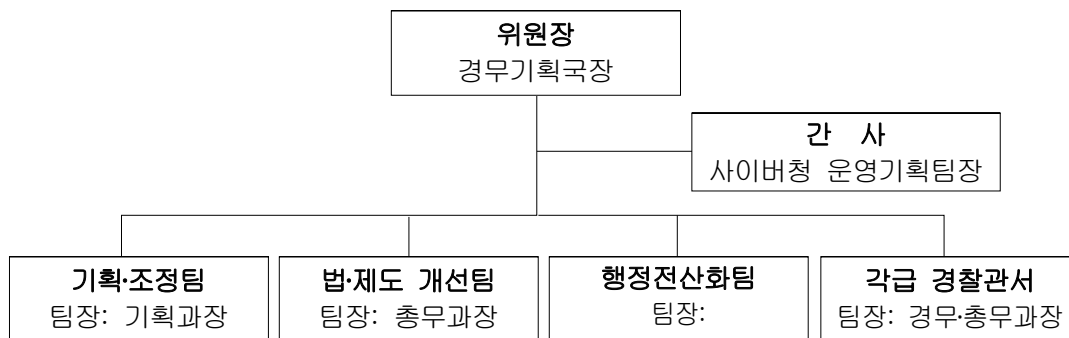 위원장
경무기획국장
간 사
사이버청 운영기획팀장
기획·조정팀
팀장: 기획과장
법·제도 개선팀
팀장: 총무과장
행정전산화팀
팀장:
각급 경찰관서
팀장: 경무·총무과장